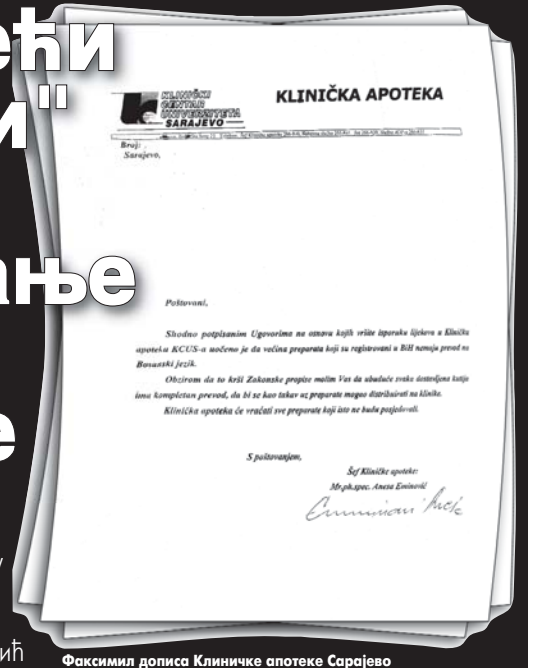 ећи
и"
ање
е
у
ић
KLINIČKI
CENTAR
UNIVERZITETA
SARAJEVO
KLINIČKA APOTEKA
Broj:
Sarajevo,
Poštovani,
Shodno potpisanim Ugovorima na osnovu kojih vršite isporuku lijekova u Klinička
apoteku KCUS-a uočeno je da većina preparata koji su registrovani u BiH nemaju prevod na
Bosanski jezik.
Obzirom da to krši Zakonske propise molim Vas da ubuduće svaka dostavljena kutija
ima kompletan prevod, da bi se kao takav uz preparate mogao distribuirati na klinike.
Klinička apoteka će vraćati sve preparate koji isto ne budu posjedovali.
S poštovanjem,
Šef Kliničke apoteke:
Mr.ph.spec. Anesa Eminović
Факсимил дописа Клиничке апотеке Сарајево